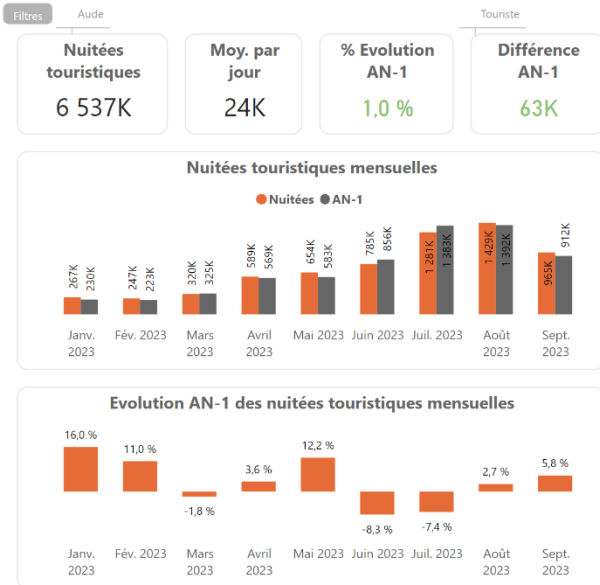 Filtres
Aude
Touriste
Nuitées
touristiques
6 537K
Moy. par
jour
24K
% Evolution
AN-1
1,0 %
Différence
AN-1
63K
Nuitées touristiques mensuelles
Nuitées AN-1
267K 230K 247K 223K 320K 325K 589K 569K 654K 583K 785K 856K 1 281K 1 383K 1 429K 1 392K 965K 912K
Janv. Fév. 2023 Mars Avril Mai 2023 Juin 2023 Juil. 2023 Août Sept.
2023 2023 2023 2023 2023
Evolution AN-1 des nuitées touristiques mensuelles
16,0 % 11,0 % -1,8 % 3,6 % 12,2 % -8,3 % -7,4 % 2,7 % 5,8 %
Janv. Fév. 2023 Mars Avril Mai 2023 Juin 2023 Juil. 2023 Août Sept.
2023 2023 2023 2023 2023